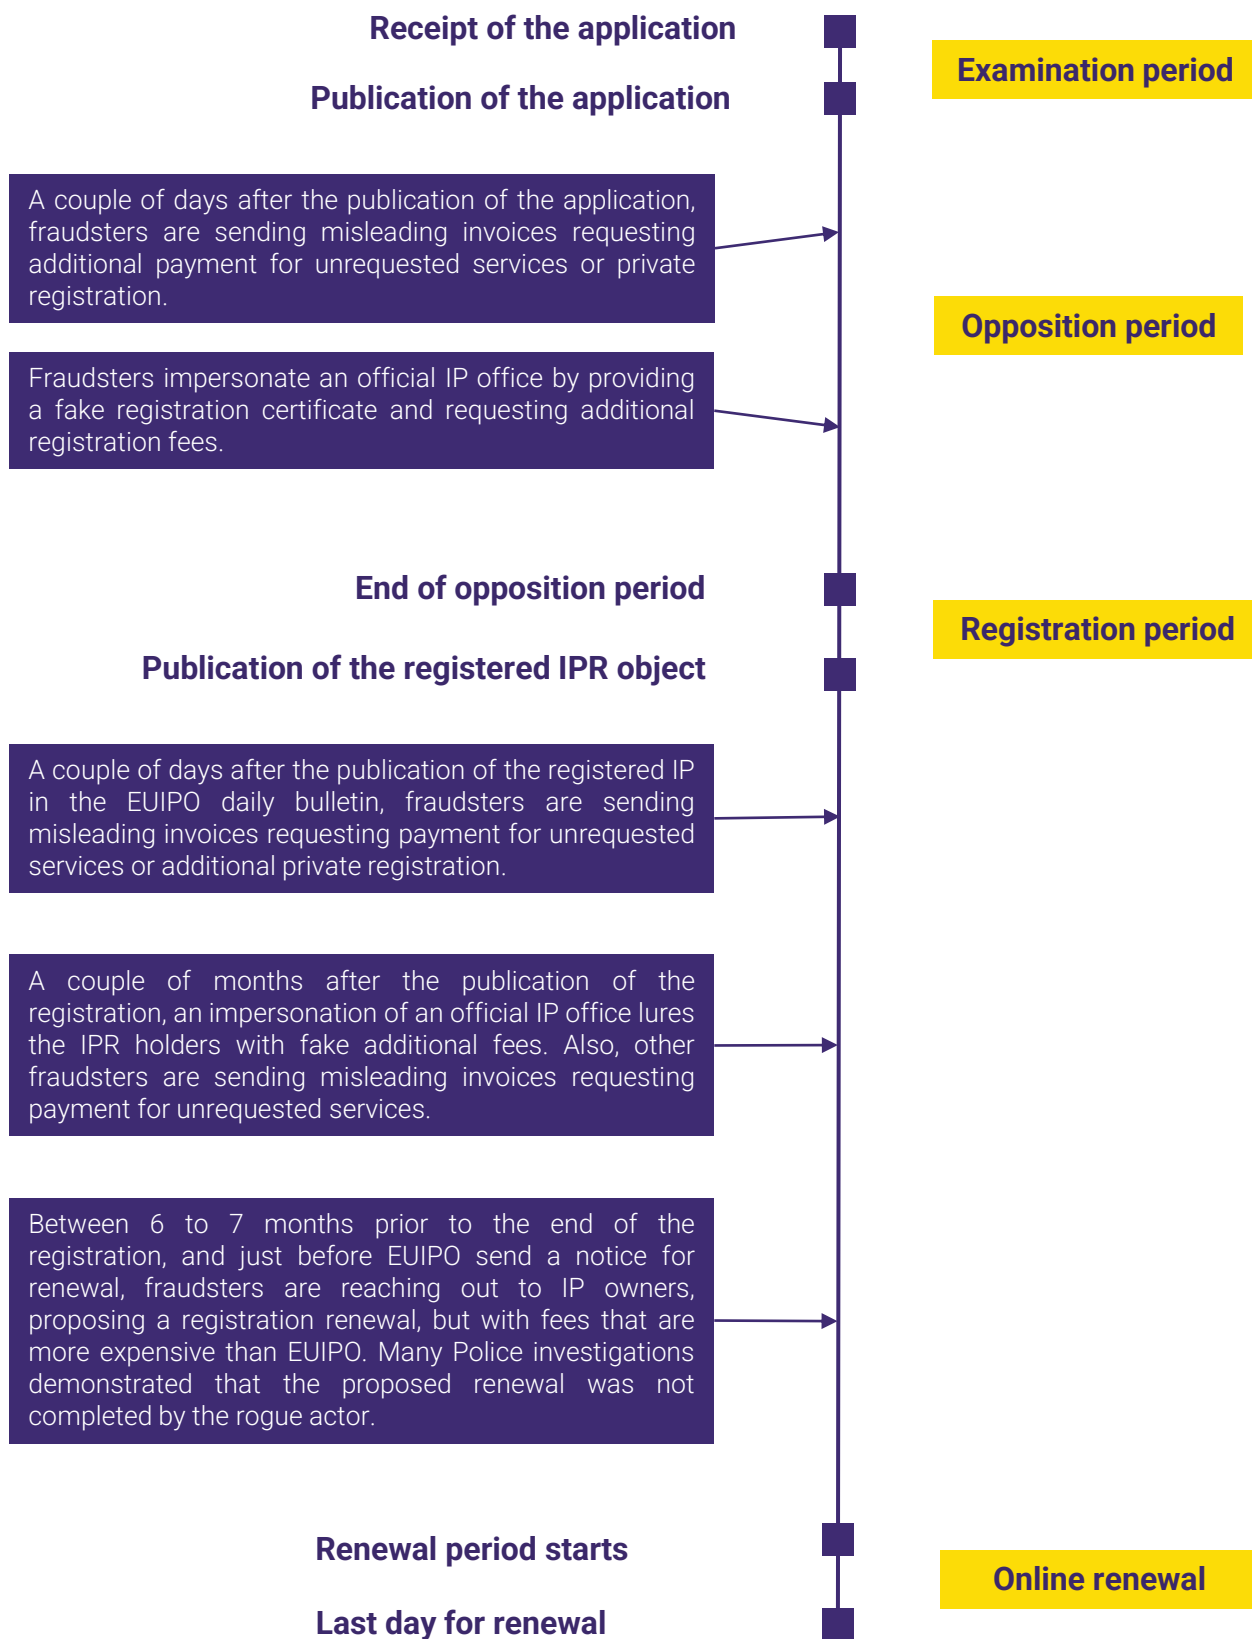 Receipt of the application
Examination period
Publication of the application
A couple of days after the publication of the application,
fraudsters are sending misleading invoices requesting
additional payment for unrequested services or private
registration.
Opposition period
Fraudsters impersonate an official IP office by providing
a fake registration certificate and requesting additional
registration fees.
End of opposition period
Registration period
Publication of the registered IPR object
A couple of days after the publication of the registered IP
in the EUIPO daily bulletin, fraudsters are sending
misleading invoices requesting payment for unrequested
services or additional private registration.
A couple of months after the publication of the
registration, an impersonation of an official IP office lures
the IPR holders with fake additional fees. Also, other
fraudsters are sending misleading invoices requesting
payment for unrequested services.
Between 6 to 7 months prior to the end of the
registration, and just before EUIPO send a notice for
renewal, fraudsters are reaching out to IP owners,
proposing a registration renewal, but with fees that are
more expensive than EUIPO. Many Police investigations
demonstrated that the proposed renewal was not
completed by the rogue actor.
Renewal period starts
Online renewal
Last day for renewal